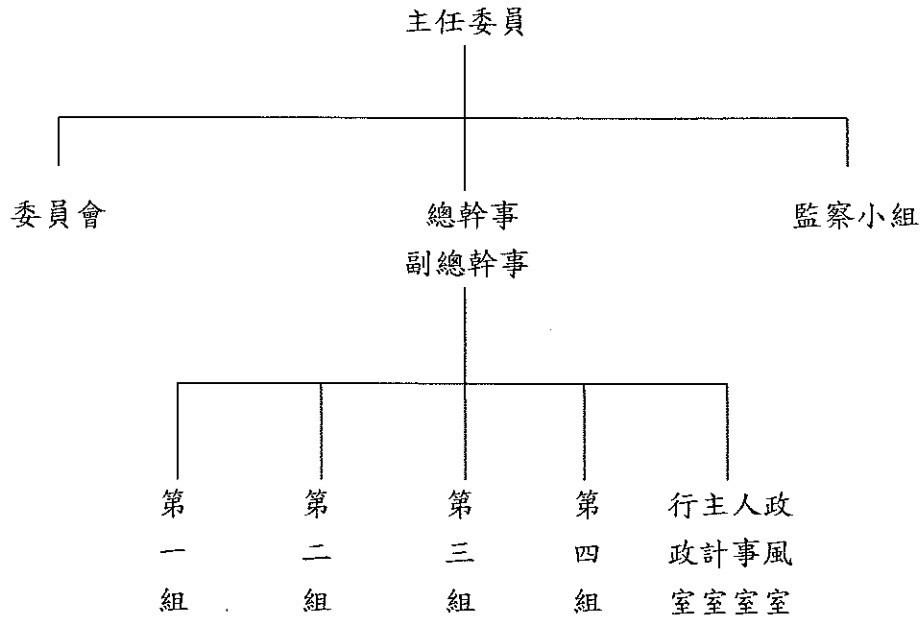 主任委員
委員會
總幹事
監察小組
副總幹事
第一組
第二組
第三組
第四組
行政室
主計室
人事室
政風室